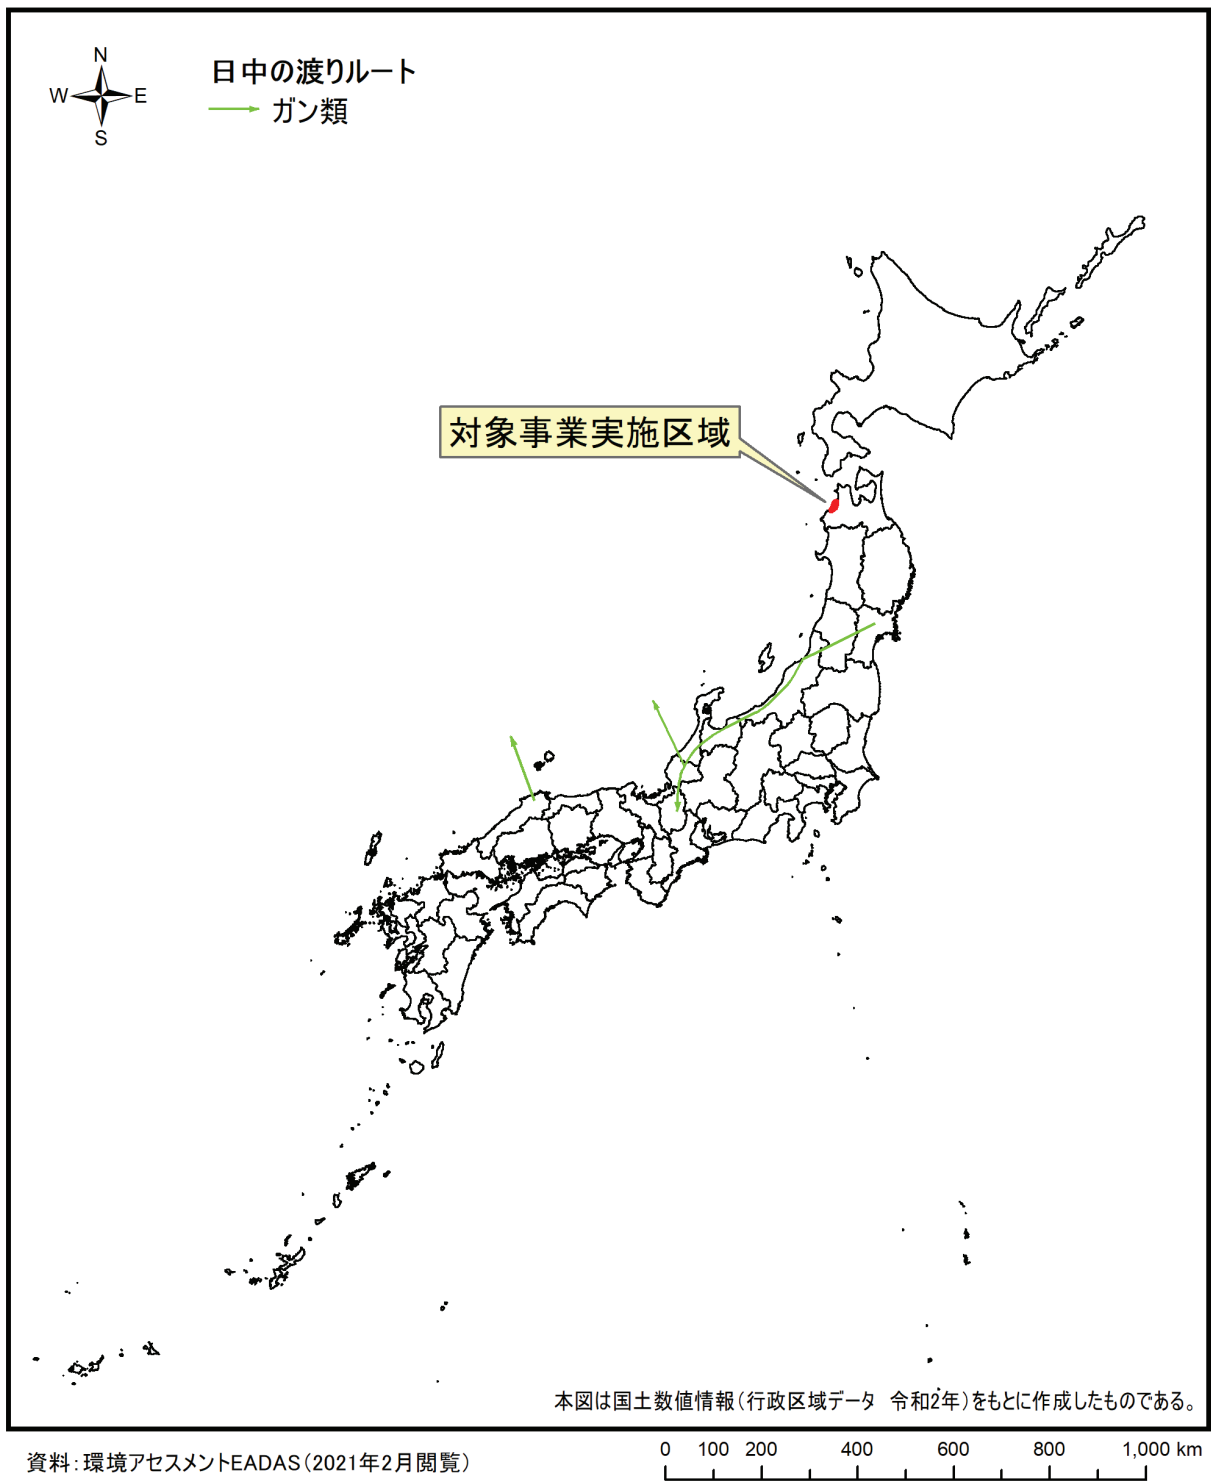 N
W E
S
日中の渡りルート
ガン類
対象事業実施区域
本図は国土数値情報(行政区域データ 令和2年)をもとに作成したものである。
資料:環境アセスメントEADAS(2021年2月閲覧)
0 100 200 400 600 800 1,000 km